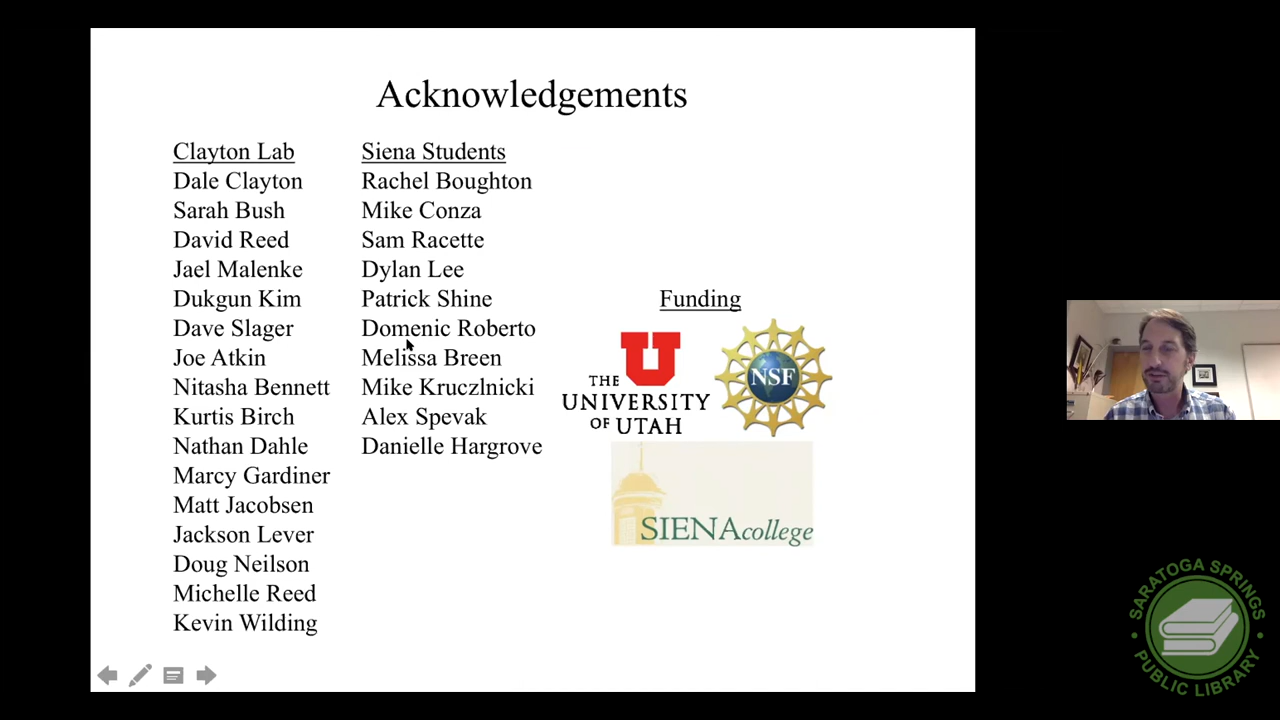 Acknowledgements
Clayton Lab
Dale Clayton
Sarah Bush
David Reed
Jael Malenke
Dukgun Kim
Dave Slager
Joe Atkin
Nitasha Bennett
Kurtis Birch
Nathan Dahle
Marcy Gardiner
Matt Jacobsen
Jackson Lever
Doug Neilson
Michelle Reed
Kevin Wilding
Siena Students
Rachel Boughton
Mike Conza
Sam Racette
Dylan Lee
Patrick Shine
Domenic Roberto
Melissa Breen
Mike Kruczlnicki
Alex Spevak
Danielle Hargrove
Funding
U
THE
UNIVERSITY
OF UTAH
NSF
SIENAcollege
SARATOGA SPRINGS
PUBLIC LIBRARY